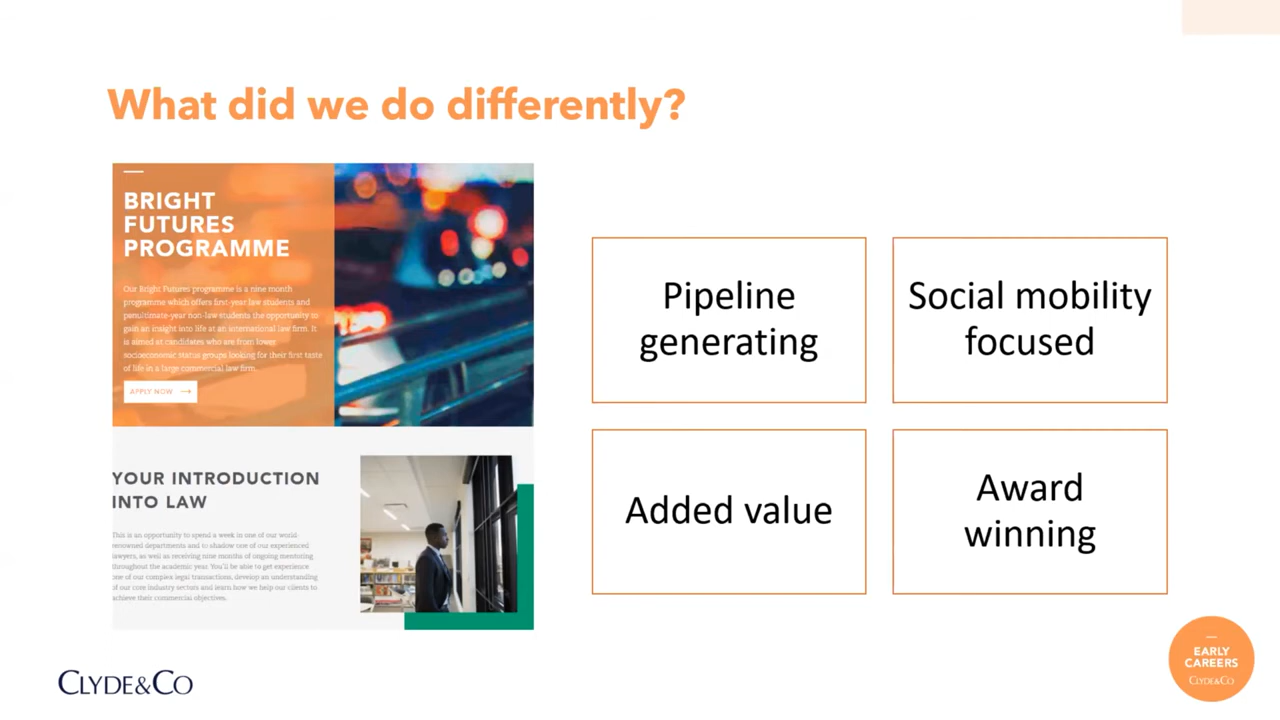 What did we do differently?
BRIGHT
FUTURES
PROGRAMME
Our Bright Futures programme is a nine month
programme which offers first-year law students and
penultimate-year non-law students the opportunity to
gain an insight into life at an international law firm. It
is aimed at candidates who are from lower
socioeconomic status groups looking for their first taste
of life in a large commercial law firm.
APPLY NOW →
YOUR INTRODUCTION
INTO LAW
This is an opportunity to spend a week in one of our world-
renowned departments and to shadow one of our experienced
lawyers, as well as receiving nine months of ongoing mentoring
throughout the academic year. You'll be able to get experience
one of our complex legal transactions, develop an understanding
of our core industry sectors and learn how we help our clients to
achieve their commercial objectives.
Pipeline
generating
Social mobility
focused
Added value
Award
winning
CLYDE&CO
EARLY
CAREERS
CLYDE&CO